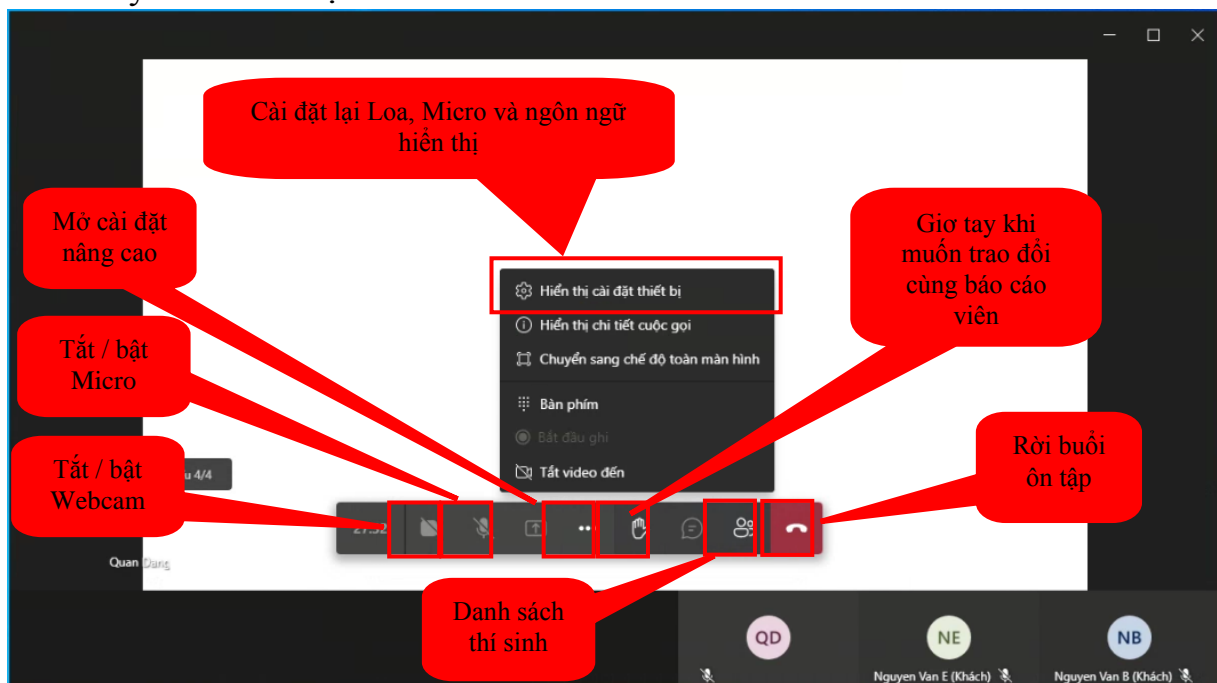 Cài đặt lại Loa, Micro và ngôn ngữ
hiển thị
Mở cài đặt
nâng cao
Giơ tay khi
muốn trao đổi
cùng báo cáo
viên
Hiển thị cài đặt thiết bị
Hiển thị chi tiết cuộc gọi
Chuyển sang chế độ toàn màn hình
Bàn phím
Bắt đầu ghi
Tắt video đến
Tắt / bật
Micro
Tắt / bật
Webcam
4/4
Rời buổi
ôn tập
27:52
Quan Dang
Danh sách
thí sinh
QD
NE
NB
Nguyen Van E (Khách)
Nguyen Van B (Khách)